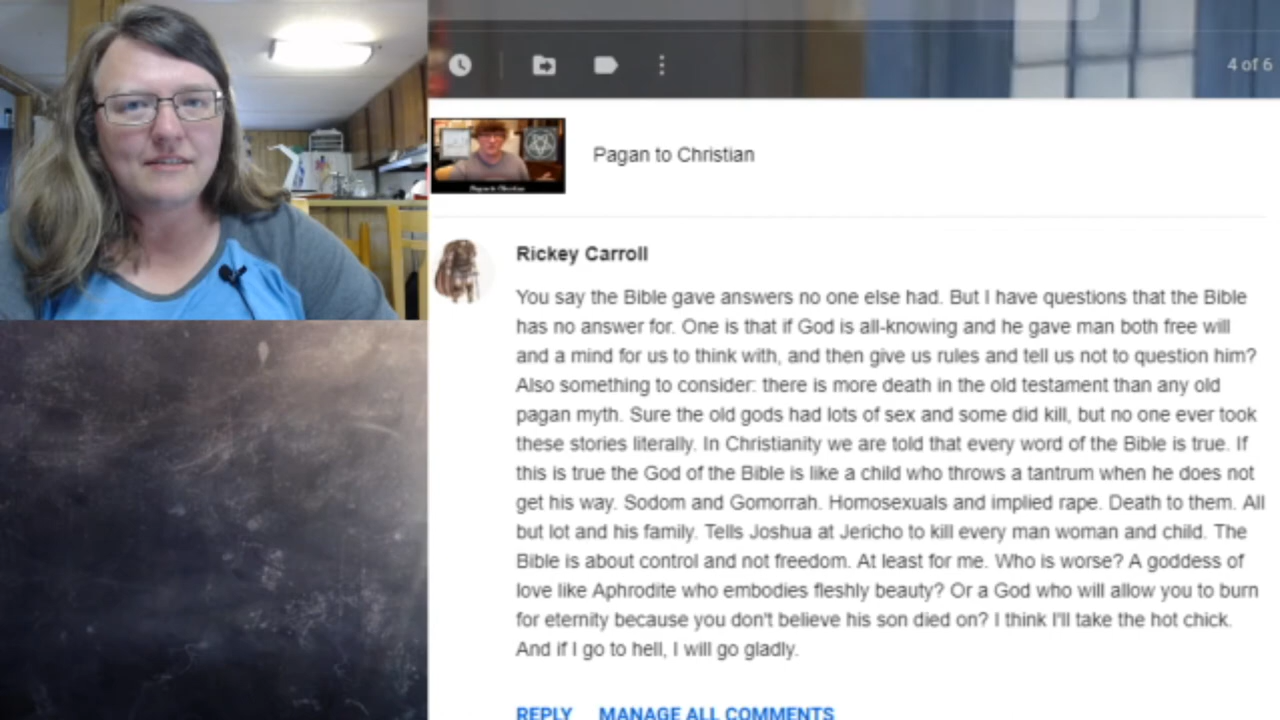 4 of 6
Pagan to Christian
Pagan to Christian
Rickey Carroll
You say the Bible gave answers no one else had. But I have questions that the Bible
has no answer for. One is that if God is all-knowing and he gave man both free will
and a mind for us to think with, and then give us rules and tell us not to question him?
Also something to consider: there is more death in the old testament than any old
pagan myth. Sure the old gods had lots of sex and some did kill, but no one ever took
these stories literally. In Christianity we are told that every word of the Bible is true. If
this is true the God of the Bible is like a child who throws a tantrum when he does not
get his way. Sodom and Gomorrah. Homosexuals and implied rape. Death to them. All
but lot and his family. Tells Joshua at Jericho to kill every man woman and child. The
Bible is about control and not freedom. At least for me. Who is worse? A goddess of
love like Aphrodite who embodies fleshly beauty? Or a God who will allow you to burn
for eternity because you don't believe his son died on? I think I'll take the hot chick.
And if I go to hell, I will go gladly.
REPLY MANAGE ALL COMMENTS